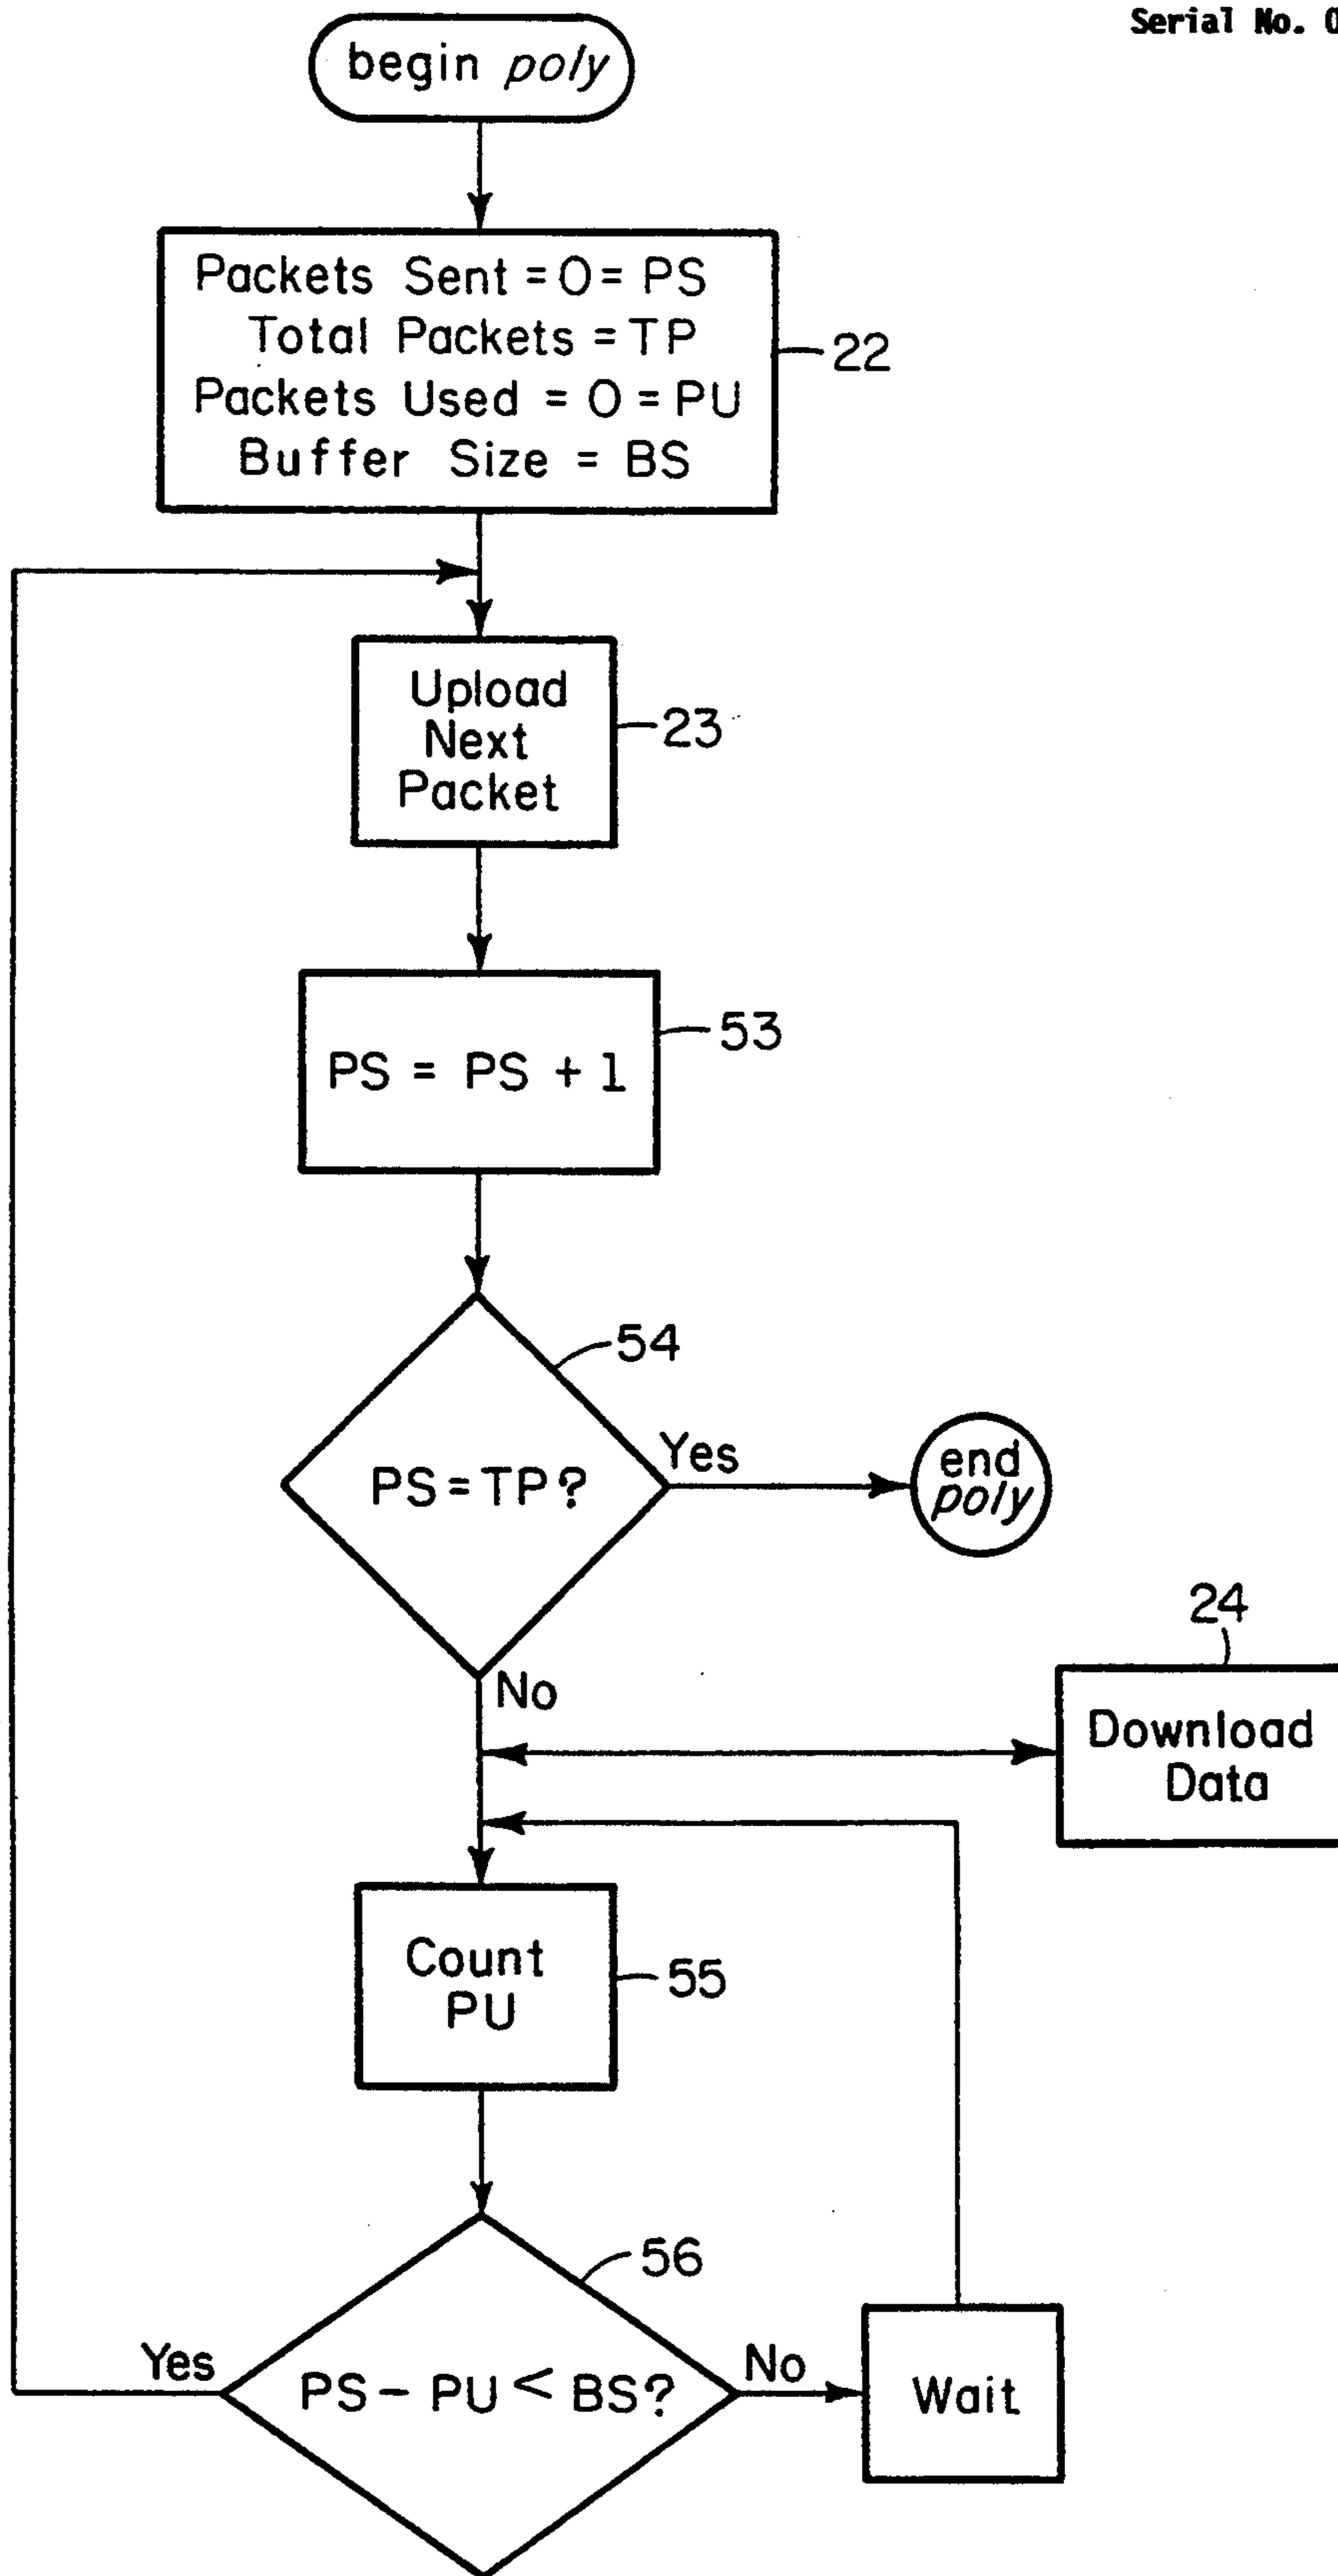 Serial No. 0
begin poly
Packets Sent = 0 = PS
Total Packets = TP
Packets Used = 0 = PU
Buffer Size = BS
22
Upload
Next
Packet
23
PS = PS + 1
53
54
PS = TP?
Yes
end
poly
No
24
Download
Data
Count
PU
55
56
Yes
PS - PU < BS?
No
Wait